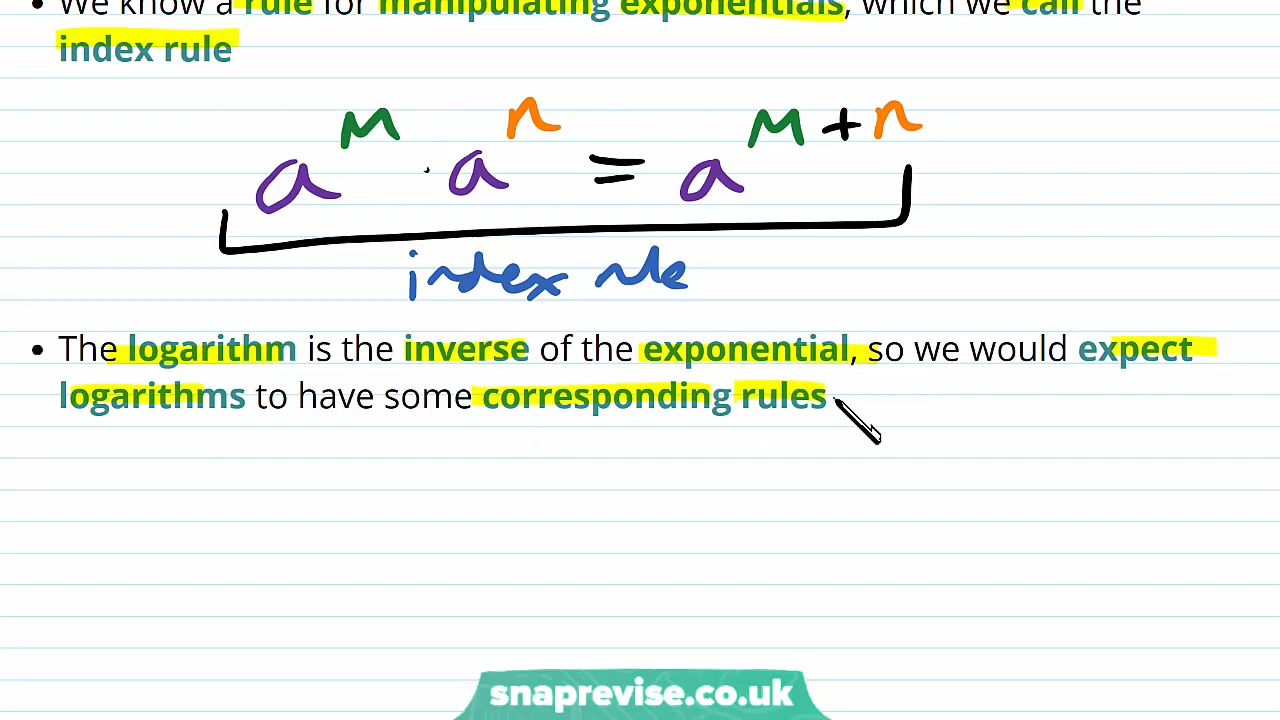 • We know a rule for manipulating exponentials, which we call the
index rule
a^m · a^n = a^(m+n)
index rule
• The logarithm is the inverse of the exponential, so we would expect
logarithms to have some corresponding rules
snaprevise.co.uk